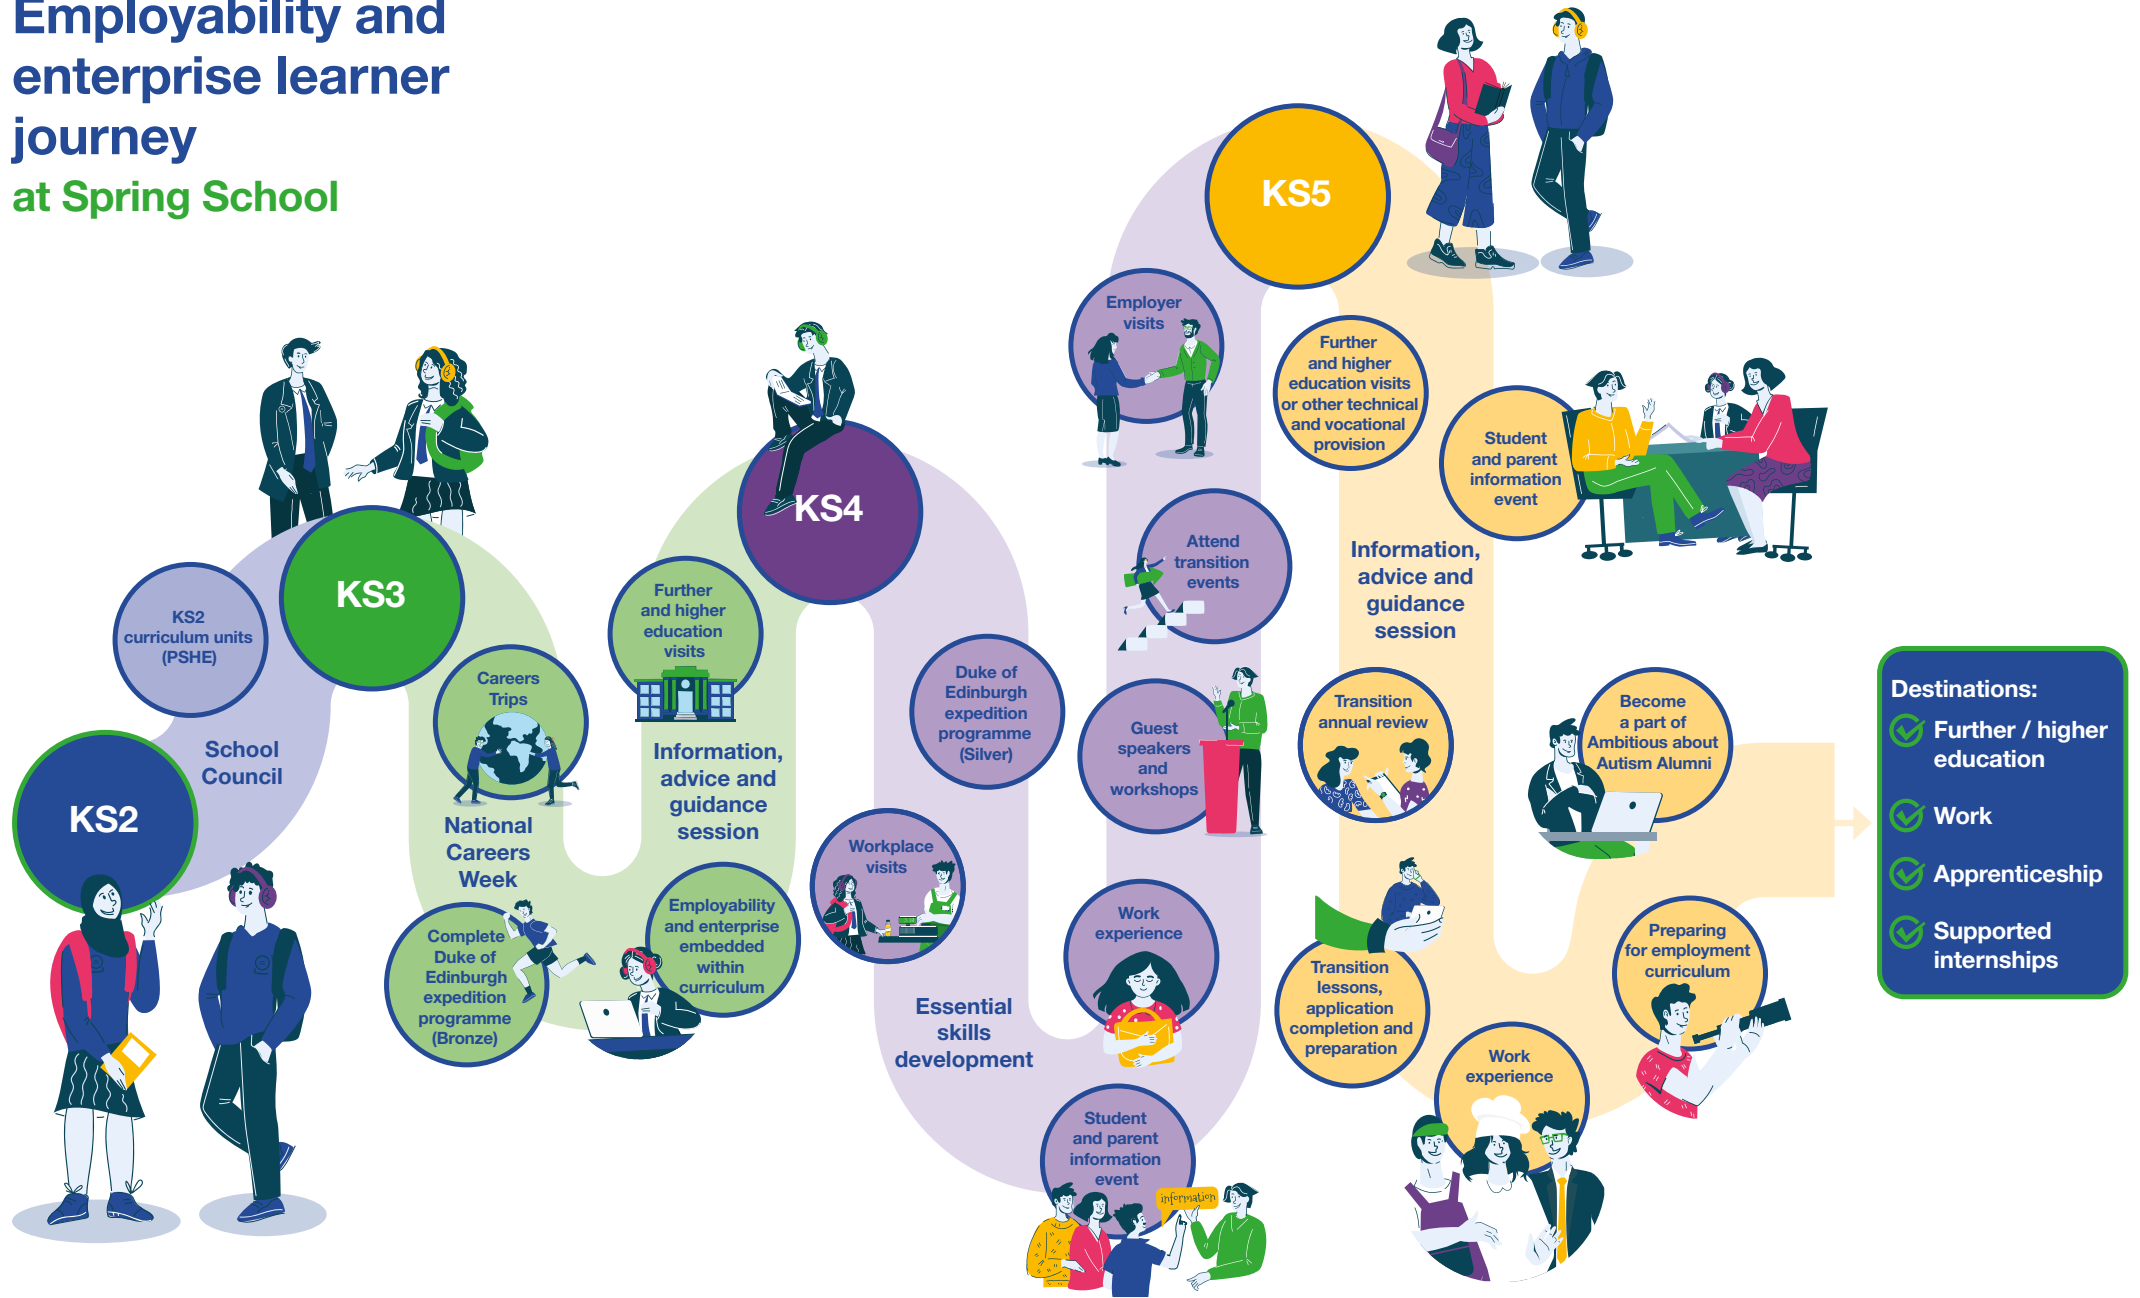 Employability and
enterprise learner
journey
at Spring School
KS2
KS2
curriculum units
(PSHE)
School
Council
KS3
Careers
Trips
National
Careers
Week
Complete
Duke of
Edinburgh
expedition
programme
(Bronze)
Employability
and enterprise
embedded
within
curriculum
Information,
advice and
guidance
session
Further
and higher
education
visits
KS4
Duke of
Edinburgh
expedition
programme
(Silver)
Workplace
visits
Essential
skills
development
Student
and parent
information
event
information
Work
experience
Guest
speakers
and
workshops
Attend
transition
events
Employer
visits
KS5
Further
and higher
education visits
or other technical
and vocational
provision
Student
and parent
information
event
Information,
advice and
guidance
session
Transition
annual review
Transition
lessons,
application
completion and
preparation
Work
experience
Preparing
for employment
curriculum
Become
a part of
Ambitious about
Autism Alumni
Destinations:
Further / higher
education
Work
Apprenticeship
Supported
internships